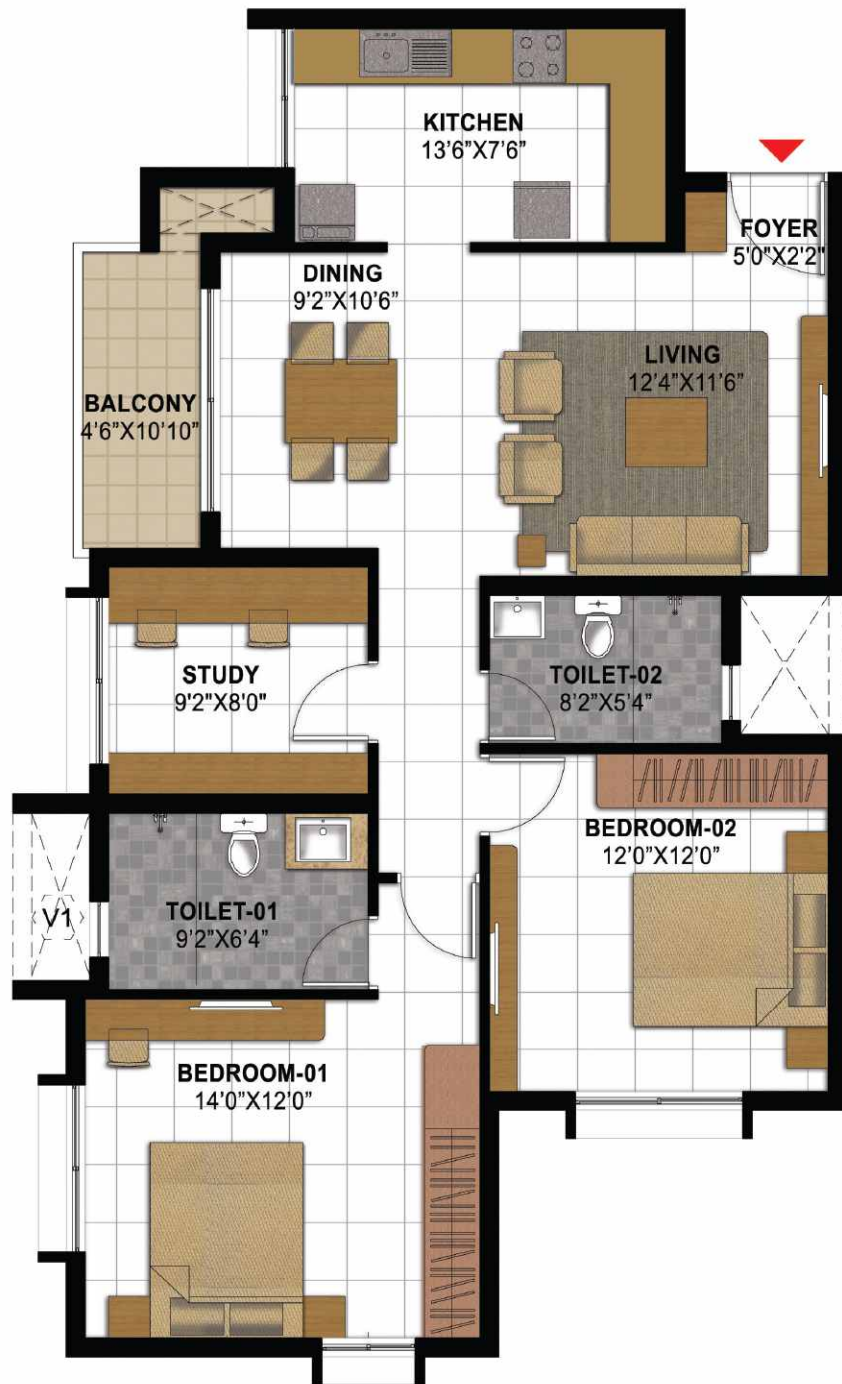 KITCHEN
13'6"X7'6"
FOYER
5'0"X2'2"
DINING
9'2"X10'6"
LIVING
12'4"X11'6"
BALCONY
4'6"X10'10"
STUDY
9'2"X8'0"
TOILET-02
8'2"X5'4"
BEDROOM-02
12'0"X12'0"
TOILET-01
9'2"X6'4"
V1
BEDROOM-01
14'0"X12'0"